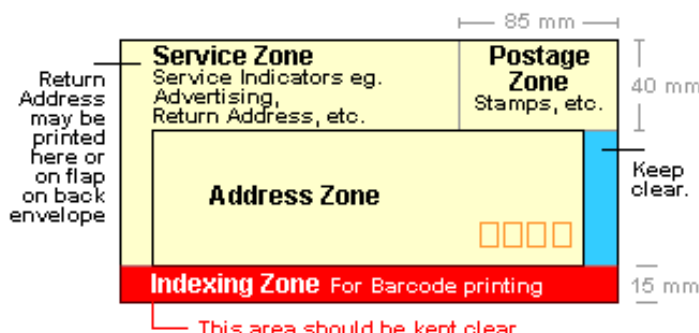 85 mm
Service Zone
Service Indicators eg.
Advertising,
Return Address, etc.
Postage
Zone
Stamps, etc.
40 mm
Return
Address
may be
printed
here or
on flap
on back
envelope
Keep
clear.
Address Zone
Indexing Zone For Barcode printing
15 mm
This area should be kept clear